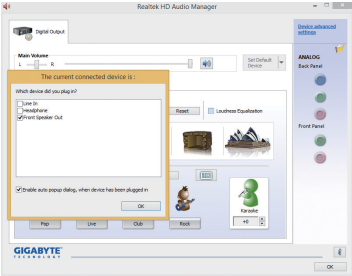 Realtek HD Audio Manager
Digital Output
Device advanced settings
Main Volume
L
R
Set Default Device
ANALOG
Back Panel
Front Panel
The current connected device is :
Which device did you plug in?
Line In
Headphone
Front Speaker Out
Enable auto popup dialog, when device has been plugged in
OK
Reset
Loudness Equalization
Karaoke
+0
Pop
Live
Club
Rock
GIGABYTE
TECHNOLOGY
OK